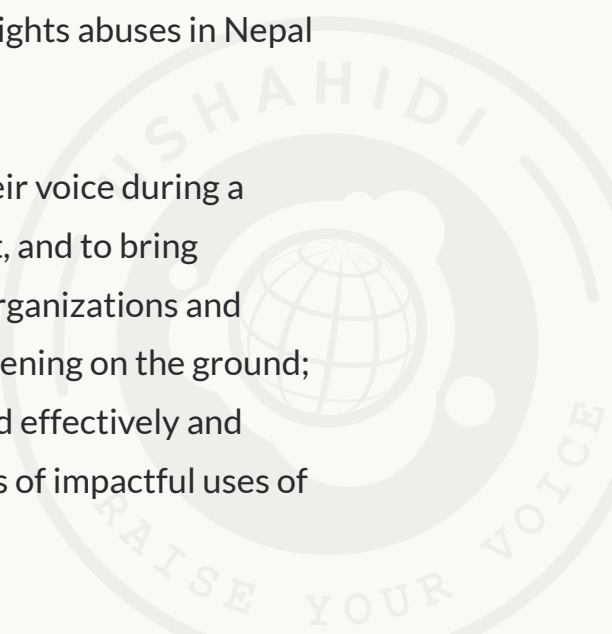 ights abuses in Nepal
USHAHIDI
eir voice during a
, and to bring
rganizations and
ening on the ground;
d effectively and
s of impactful uses of
RAISE YOUR VOICE